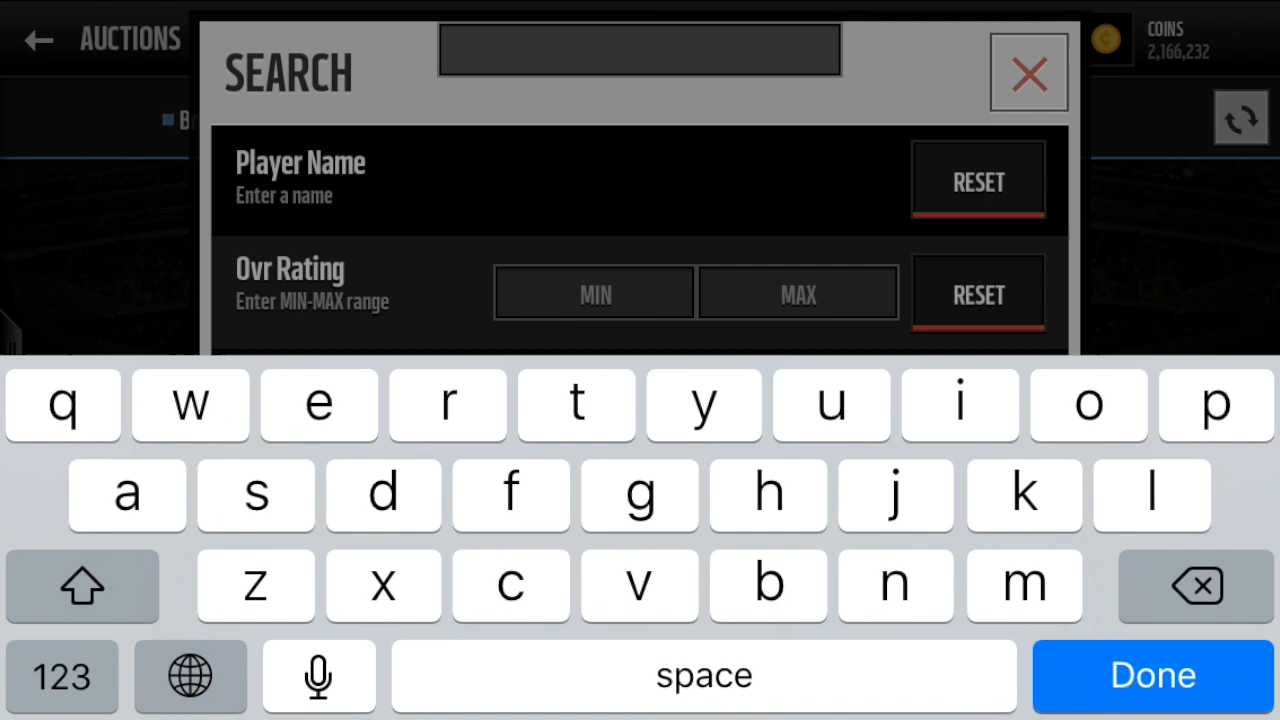 AUCTIONS
SEARCH
COINS
2,166,232
Player Name
Enter a name
RESET
Ovr Rating
Enter MIN-MAX range
MIN
MAX
RESET
q w e r t y u i o p
a s d f g h j k l
z x c v b n m
123
space
Done